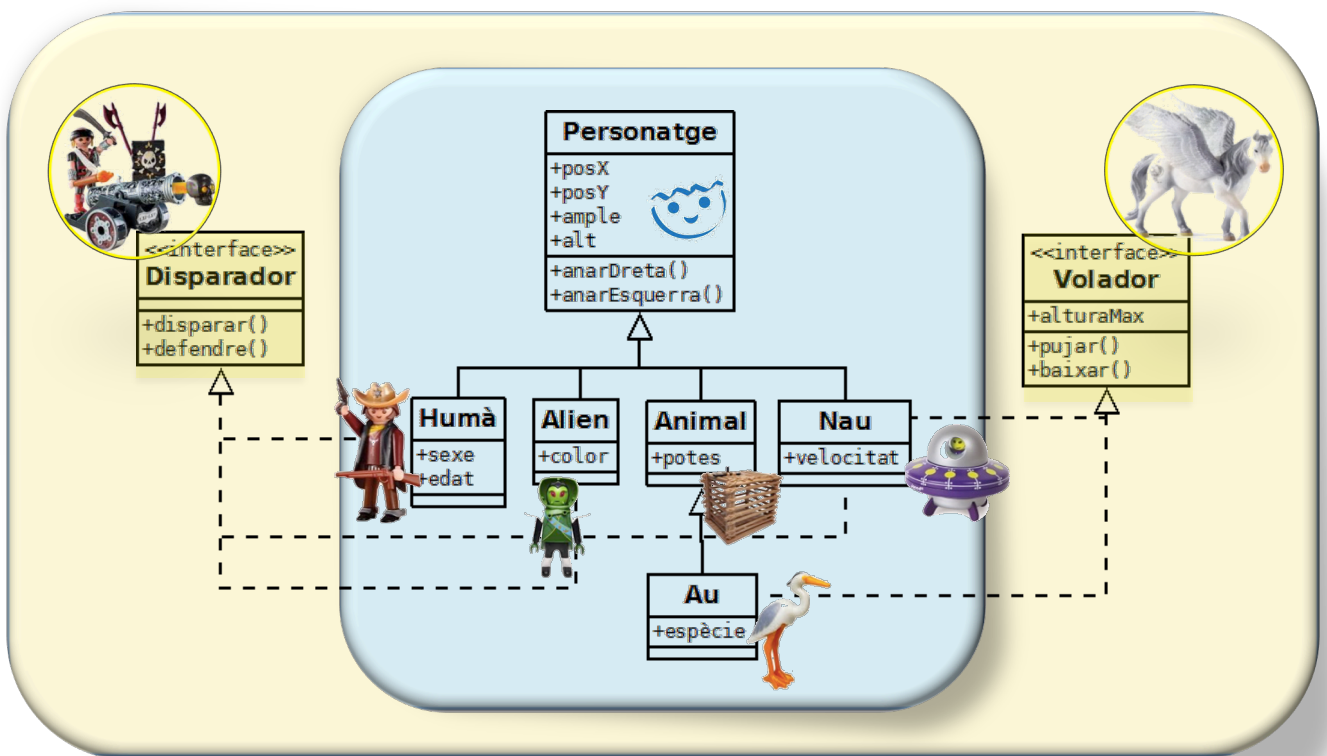 Personatge
+posX
+posY
+ample
+alt
+anarDreta()
+anarEsquerra()
<<interface>>
Disparador
+disparar()
+defendre()
<<interface>>
Volador
+alturaMax
+pujar()
+baixar()
Humà
+sexe
+edat
Alien
+color
Animal
+potes
Nau
+velocitat
Au
+espècie